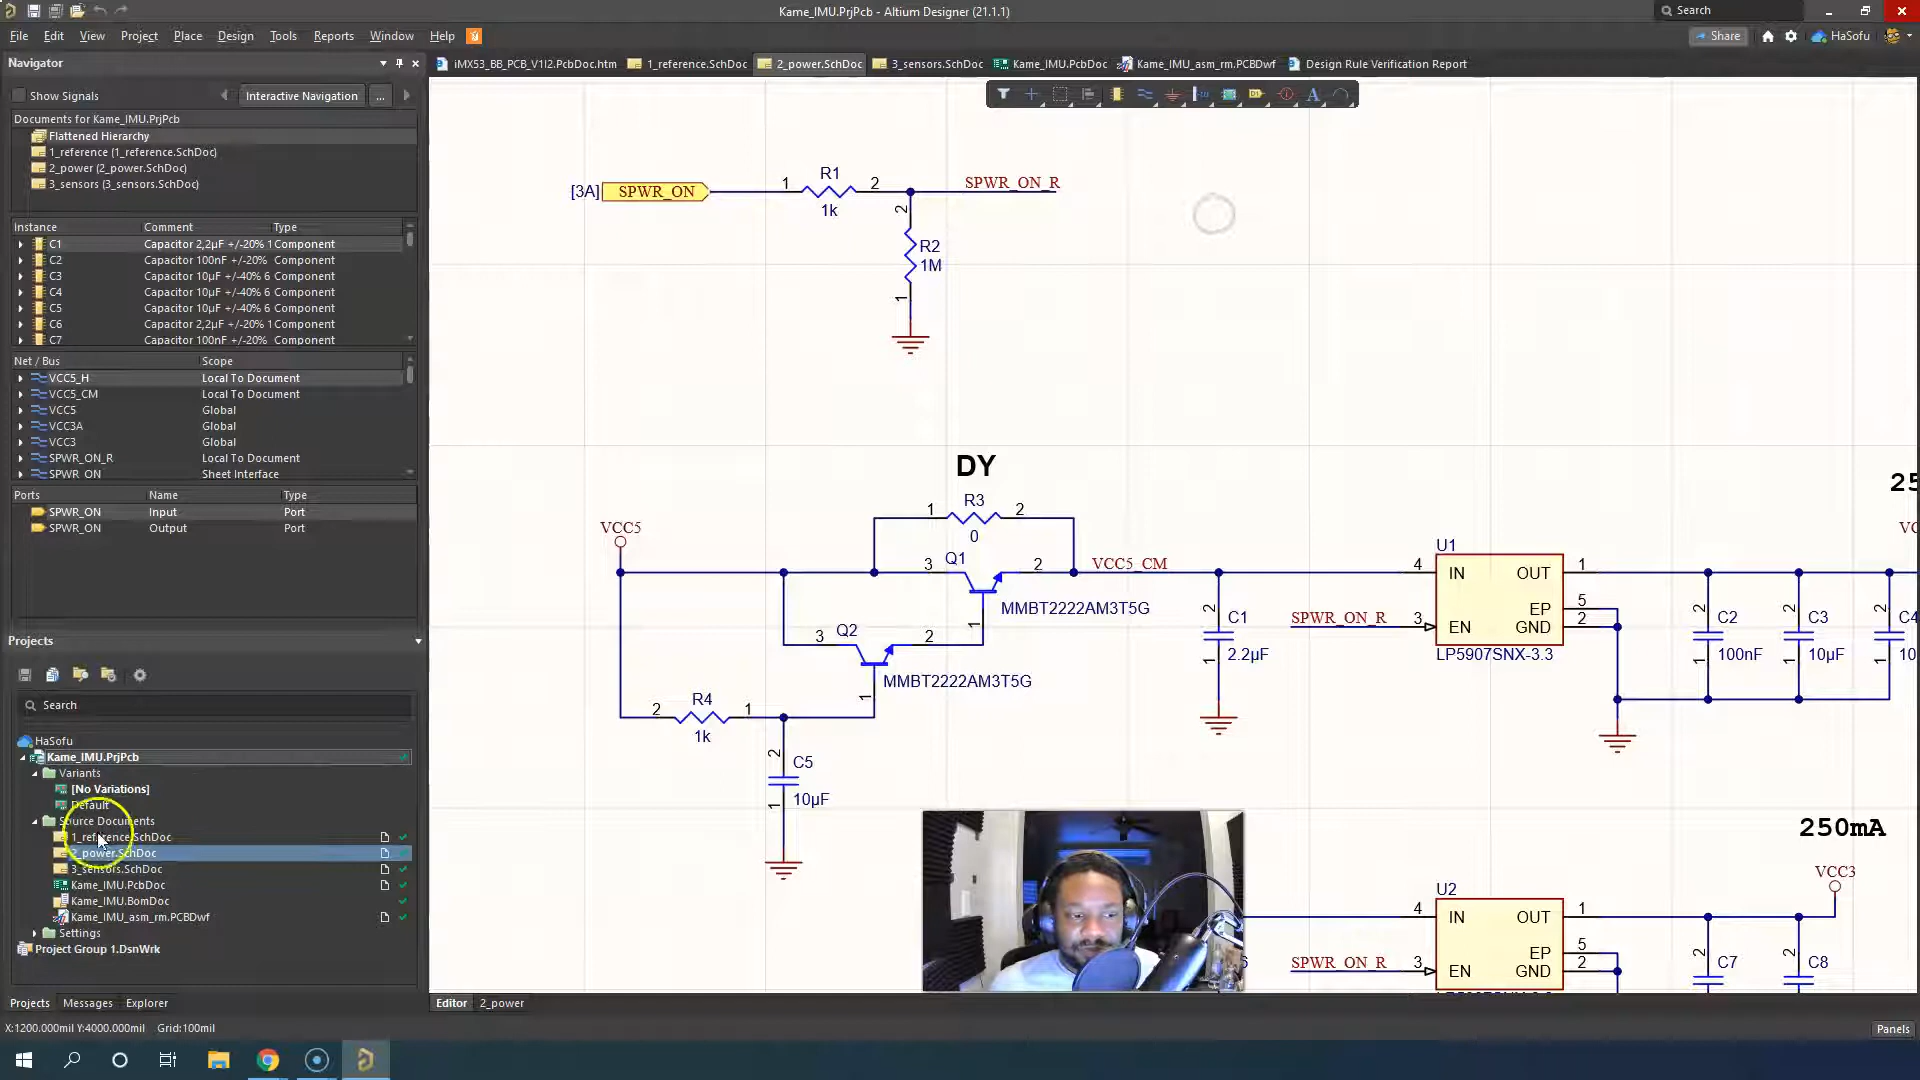 Kame_IMU.PrjPcb - Altium Designer (21.1.1)
Search
File Edit View Project Place Design Tools Reports Window Help
Share
HaSofu
Navigator
iMX53_BB_PCB_V1I2.PcbDoc.htm
1_reference.SchDoc
2_power.SchDoc
3_sensors.SchDoc
Kame_IMU.PcbDoc
Kame_IMU_asm_rm.PCBDwf
Design Rule Verification Report
Show Signals
Interactive Navigation
...
Documents for Kame_IMU.PrjPcb
Flattened Hierarchy
1_reference (1_reference.SchDoc)
2_power (2_power.SchDoc)
3_sensors (3_sensors.SchDoc)
Instance Comment Type
C1 Capacitor 2,2µF +/-20% 1 Component
C2 Capacitor 100nF +/-20% Component
C3 Capacitor 10µF +/-40% 6 Component
C4 Capacitor 10µF +/-40% 6 Component
C5 Capacitor 10µF +/-40% 6 Component
C6 Capacitor 2,2µF +/-20% 1 Component
C7 Capacitor 100nF +/-20% Component
Net / Bus Scope
VCC5_H Local To Document
VCC5_CM Local To Document
VCC5 Global
VCC3A Global
VCC3 Global
SPWR_ON_R Local To Document
SPWR_ON Sheet Interface
Ports Name Type
SPWR_ON Input Port
SPWR_ON Output Port
Projects
Search
HaSofu
Kame_IMU.PrjPcb
Variants
[No Variations]
Default
Source Documents
1_reference.SchDoc
2_power.SchDoc
3_sensors.SchDoc
Kame_IMU.PcbDoc
Kame_IMU.BomDoc
Kame_IMU_asm_rm.PCBDwf
Settings
Project Group 1.DsnWrk
Projects Messages Explorer
[3A] SPWR_ON
1 R1 2
1k
SPWR_ON_R
2
R2
1M
1
DY
1 R3 2
0
VCC5
3 Q1 2
VCC5_CM
MMBT2222AM3T5G
1
3 Q2 2
MMBT2222AM3T5G
1
2 R4 1
1k
2
C5
10µF
1
2
C1
2.2µF
1
SPWR_ON_R
U1
4 IN OUT 1
EP 5
3 EN GND 2
LP5907SNX-3.3
2
C2
100nF
1
2
C3
10µF
1
2
C4
10
1
25
VC
250mA
VCC3
U2
4 IN OUT 1
EP 5
SPWR_ON_R
3 EN GND 2
2
C7
2
C8
6
Editor 2_power
X:1200.000mil Y:4000.000mil Grid:100mil
Panels